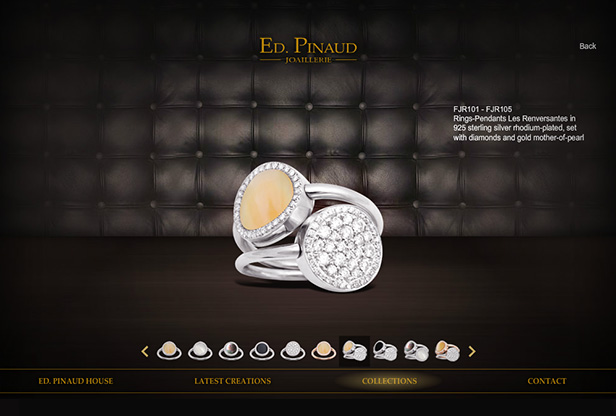 ED. PINAUD
JOAILLERIE
Back
FJR101 - FJR105
Rings-Pendants Les Renversantes in
925 sterling silver rhodium-plated, set
with diamonds and gold mother-of-pearl
ED. PINAUD HOUSE
LATEST CREATIONS
COLLECTIONS
CONTACT